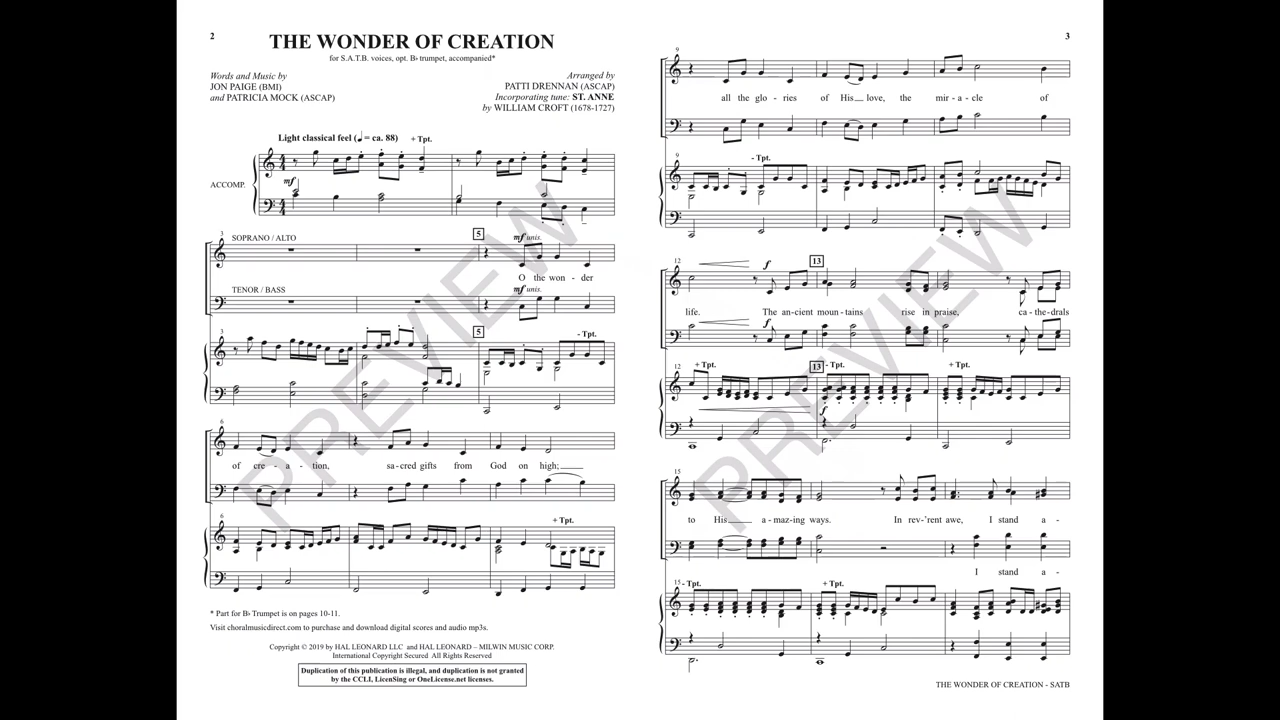 2
THE WONDER OF CREATION
for S.A.T.B. voices, opt. B♭ trumpet, accompanied*
Words and Music by
JON PAIGE (BMI)
and PATRICIA MOCK (ASCAP)
Arranged by
PATTI DRENNAN (ASCAP)
Incorporating tune: ST. ANNE
by WILLIAM CROFT (1678-1727)
Light classical feel (♩ = ca. 88) + Tpt.
ACCOMP.
mf
3
SOPRANO / ALTO
5
mf unis.
O the won - der
TENOR / BASS
mf unis.
3
5
- Tpt.
6
of cre - a - tion, sa - cred gifts from God on high;
6
+ Tpt.
* Part for B♭ Trumpet is on pages 10-11.
Visit choralmusicdirect.com to purchase and download digital scores and audio mp3s.
Copyright © 2019 by HAL LEONARD LLC and HAL LEONARD – MILWIN MUSIC CORP.
International Copyright Secured All Rights Reserved
Duplication of this publication is illegal, and duplication is not granted
by the CCLI, LicenSing or OneLicense.net licenses.
PREVIEW
3
9
all the glo - ries of His love, the mir - a - cle of
9
- Tpt.
12
f
13
life. The an-cient moun - tains rise in praise, ca - the-drals
f
12
+ Tpt.
13
+ Tpt.
f
15
to His a - maz - ing ways. In rev-'rent awe, I stand a -
I stand a -
15
- Tpt.
+ Tpt.
THE WONDER OF CREATION - SATB
PREVIEW